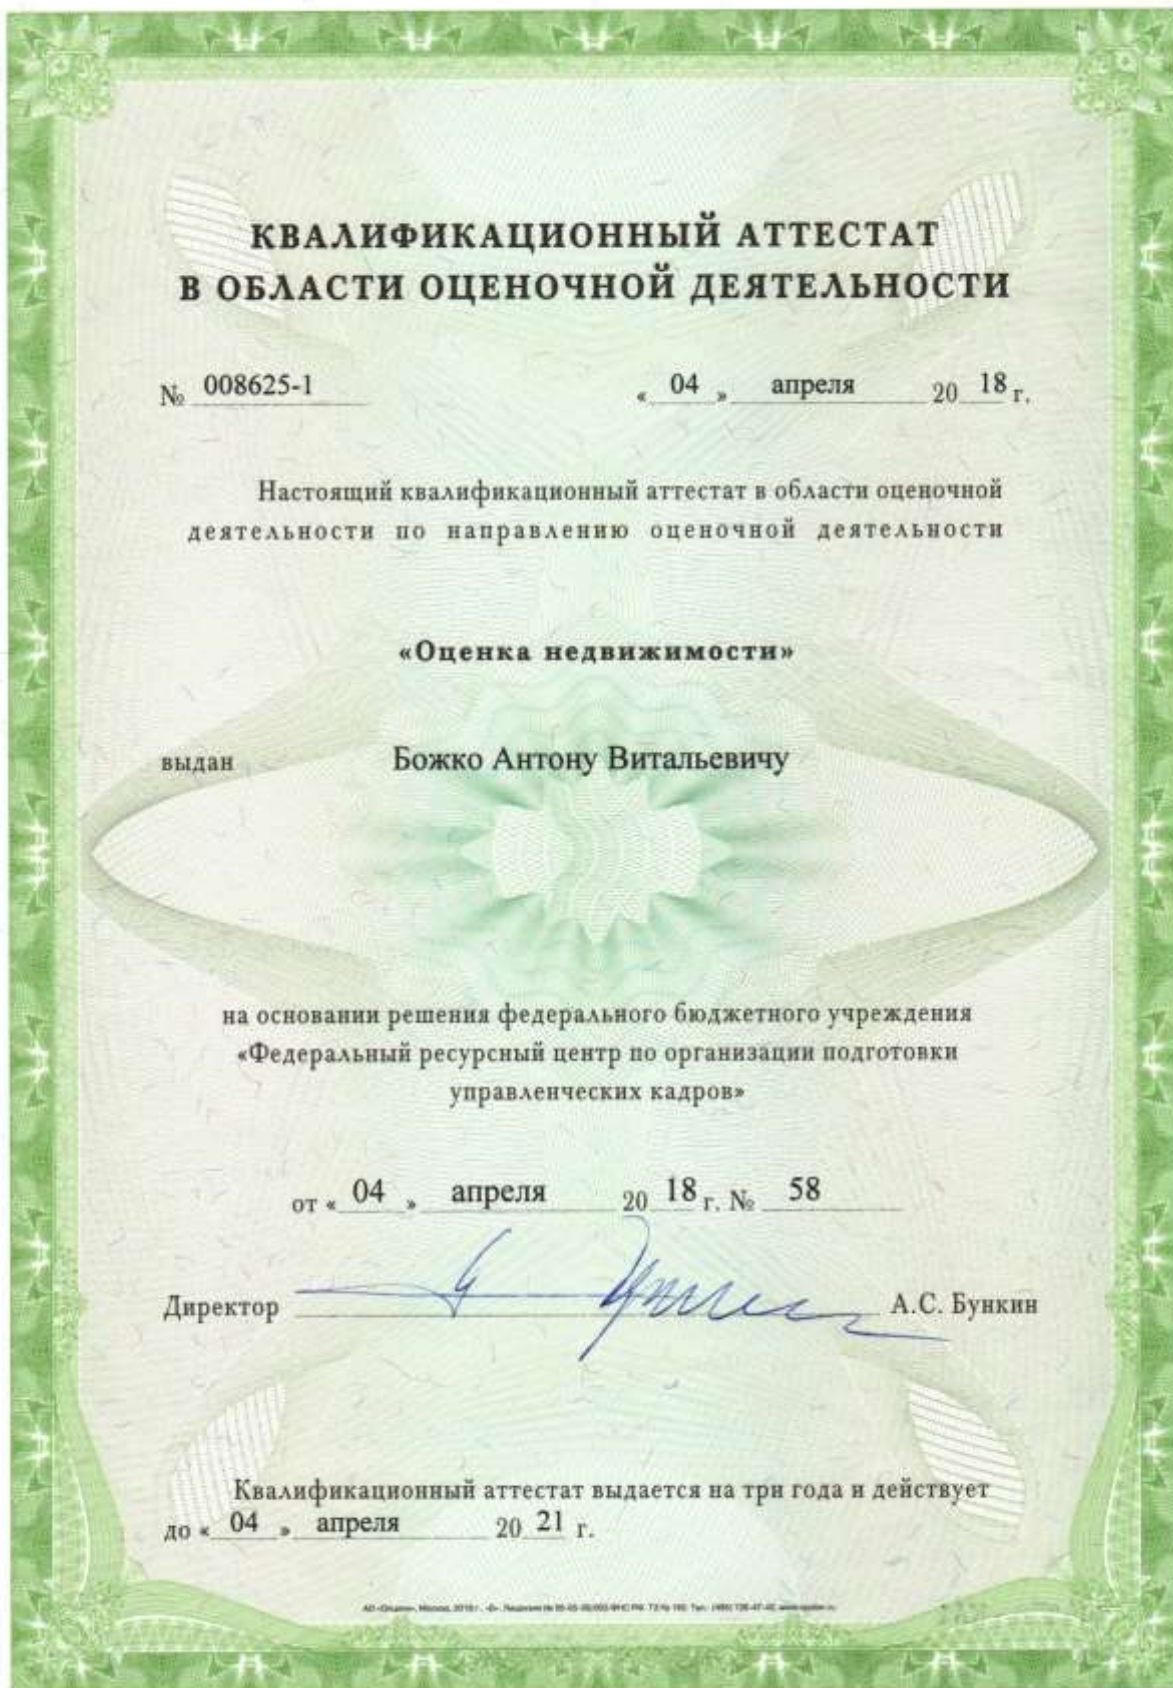 КВАЛИФИКАЦИОННЫЙ АТТЕСТАТ
В ОБЛАСТИ ОЦЕНОЧНОЙ ДЕЯТЕЛЬНОСТИ
№ 008625-1 « 04 » апреля 20 18 г.
Настоящий квалификационный аттестат в области оценочной
деятельности по направлению оценочной деятельности
«Оценка недвижимости»
выдан Божко Антону Витальевичу
на основании решения федерального бюджетного учреждения
«Федеральный ресурсный центр по организации подготовки
управленческих кадров»
от « 04 » апреля 20 18 г. № 58
Директор А.С. Бункин
Квалификационный аттестат выдается на три года и действует
до « 04 » апреля 20 21 г.